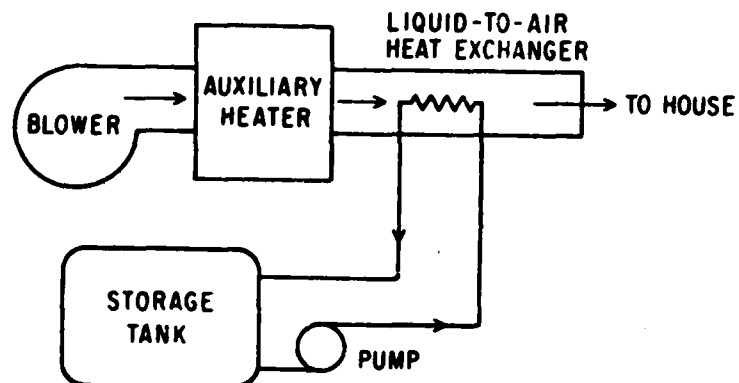 LIQUID-TO-AIR
HEAT EXCHANGER
BLOWER
AUXILIARY
HEATER
TO HOUSE
STORAGE
TANK
PUMP